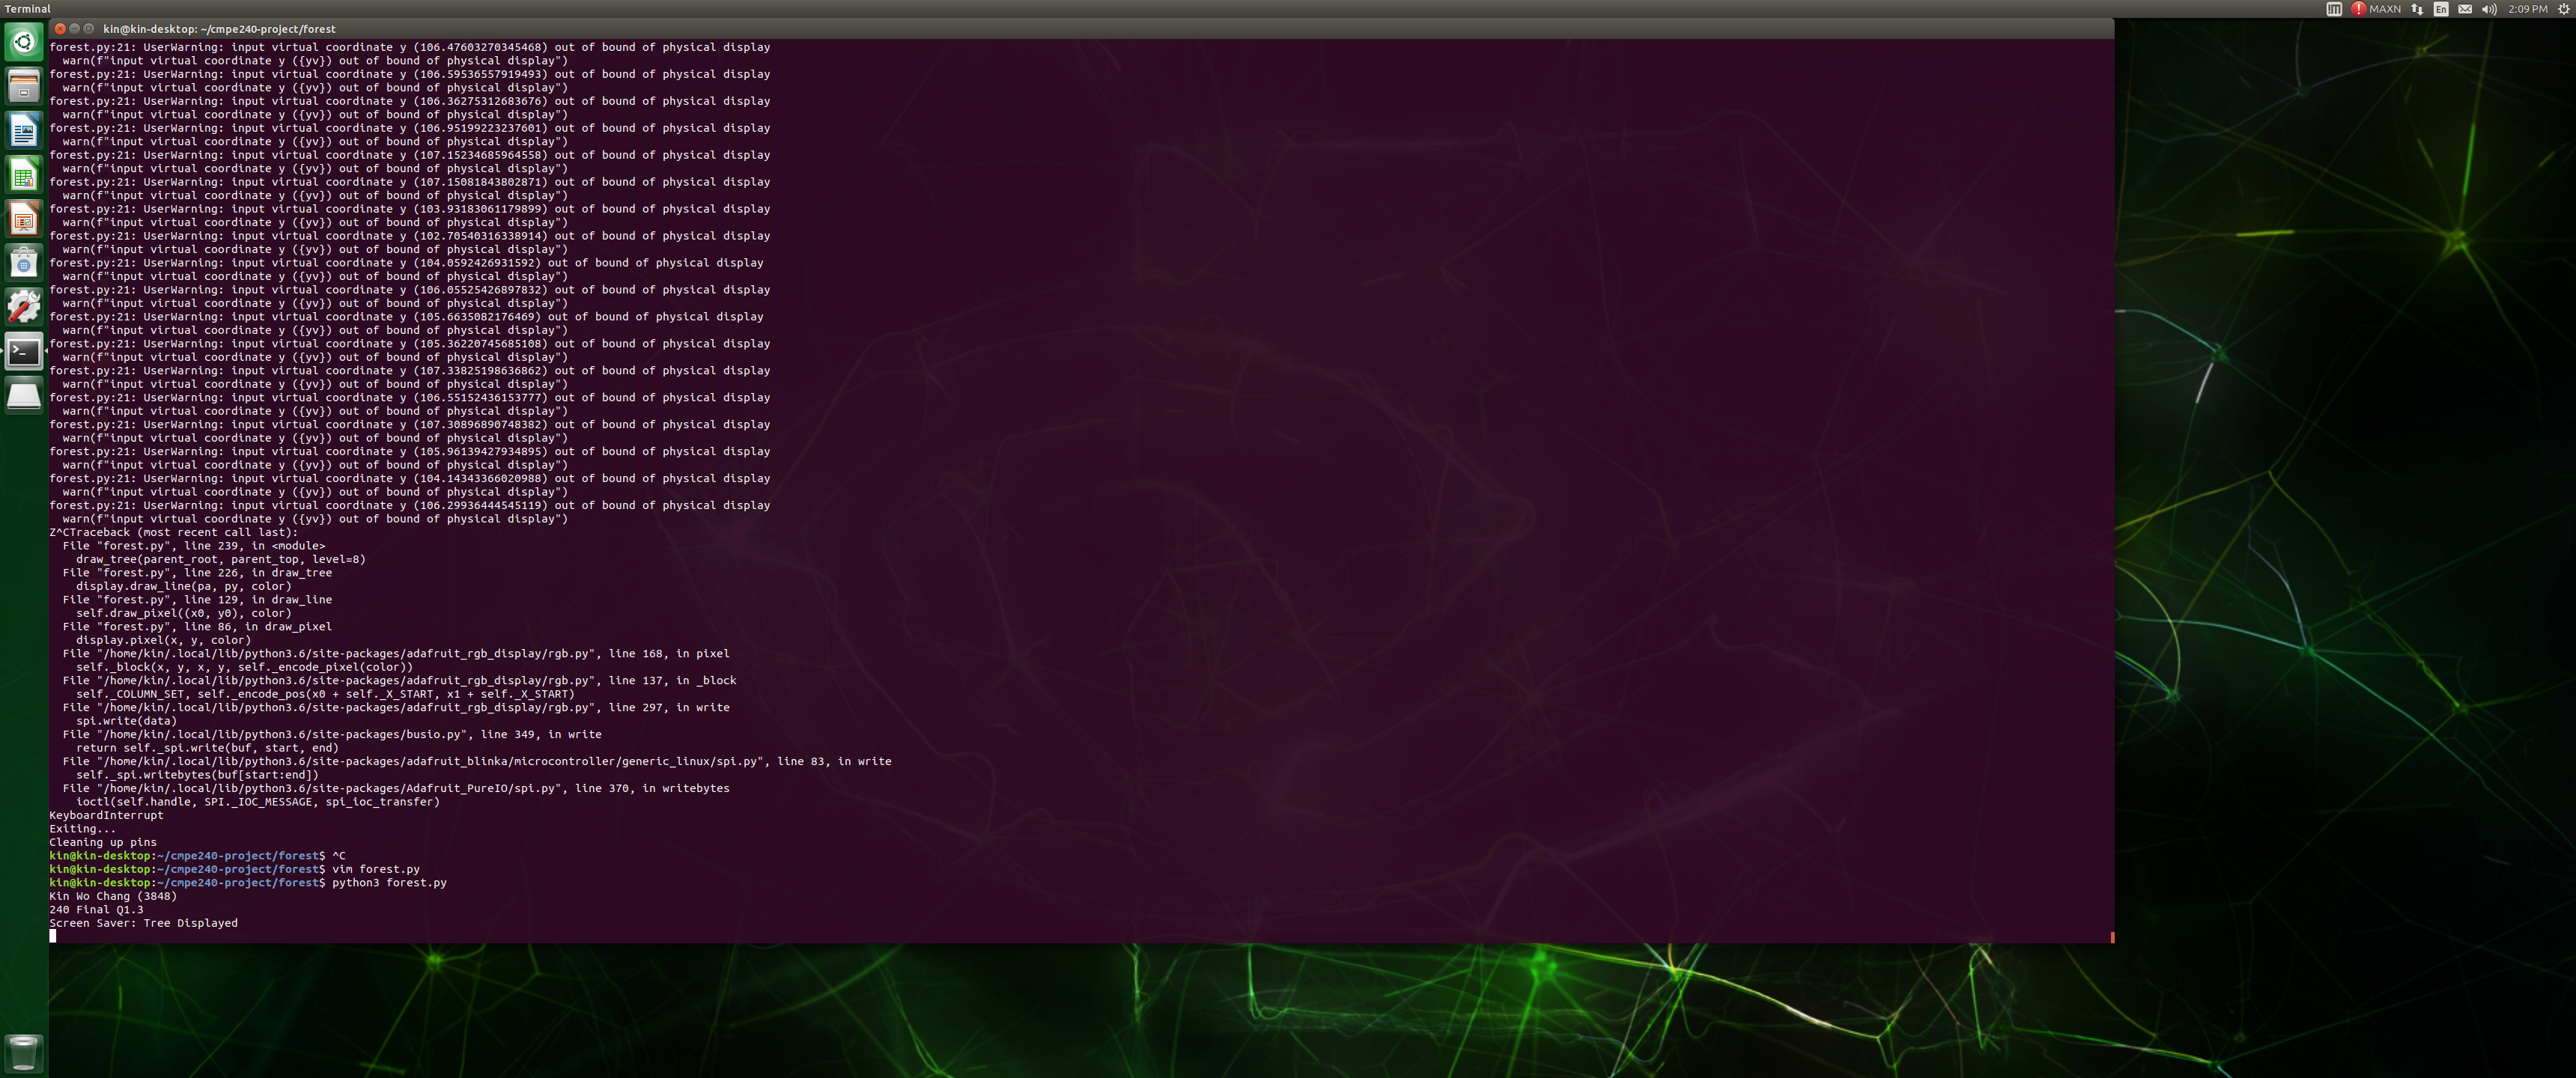 Terminal
MAXN
En
2:09 PM
kin@kin-desktop: ~/cmpe240-project/forest
forest.py:21: UserWarning: input virtual coordinate y (106.47603270345468) out of bound of physical display
  warn(f"input virtual coordinate y ({yv}) out of bound of physical display")
forest.py:21: UserWarning: input virtual coordinate y (106.59536557919493) out of bound of physical display
  warn(f"input virtual coordinate y ({yv}) out of bound of physical display")
forest.py:21: UserWarning: input virtual coordinate y (106.36275312683676) out of bound of physical display
  warn(f"input virtual coordinate y ({yv}) out of bound of physical display")
forest.py:21: UserWarning: input virtual coordinate y (106.95199223237601) out of bound of physical display
  warn(f"input virtual coordinate y ({yv}) out of bound of physical display")
forest.py:21: UserWarning: input virtual coordinate y (107.15234685964558) out of bound of physical display
  warn(f"input virtual coordinate y ({yv}) out of bound of physical display")
forest.py:21: UserWarning: input virtual coordinate y (107.15081843802871) out of bound of physical display
  warn(f"input virtual coordinate y ({yv}) out of bound of physical display")
forest.py:21: UserWarning: input virtual coordinate y (103.93183061179899) out of bound of physical display
  warn(f"input virtual coordinate y ({yv}) out of bound of physical display")
forest.py:21: UserWarning: input virtual coordinate y (102.70540316338914) out of bound of physical display
  warn(f"input virtual coordinate y ({yv}) out of bound of physical display")
forest.py:21: UserWarning: input virtual coordinate y (104.0592426931592) out of bound of physical display
  warn(f"input virtual coordinate y ({yv}) out of bound of physical display")
forest.py:21: UserWarning: input virtual coordinate y (106.05525426897832) out of bound of physical display
  warn(f"input virtual coordinate y ({yv}) out of bound of physical display")
forest.py:21: UserWarning: input virtual coordinate y (105.6635082176469) out of bound of physical display
  warn(f"input virtual coordinate y ({yv}) out of bound of physical display")
forest.py:21: UserWarning: input virtual coordinate y (105.36220745685108) out of bound of physical display
  warn(f"input virtual coordinate y ({yv}) out of bound of physical display")
forest.py:21: UserWarning: input virtual coordinate y (107.33825198636862) out of bound of physical display
  warn(f"input virtual coordinate y ({yv}) out of bound of physical display")
forest.py:21: UserWarning: input virtual coordinate y (106.55152436153777) out of bound of physical display
  warn(f"input virtual coordinate y ({yv}) out of bound of physical display")
forest.py:21: UserWarning: input virtual coordinate y (107.30896890748382) out of bound of physical display
  warn(f"input virtual coordinate y ({yv}) out of bound of physical display")
forest.py:21: UserWarning: input virtual coordinate y (105.96139427934895) out of bound of physical display
  warn(f"input virtual coordinate y ({yv}) out of bound of physical display")
forest.py:21: UserWarning: input virtual coordinate y (104.14343366020988) out of bound of physical display
  warn(f"input virtual coordinate y ({yv}) out of bound of physical display")
forest.py:21: UserWarning: input virtual coordinate y (106.29936444545119) out of bound of physical display
  warn(f"input virtual coordinate y ({yv}) out of bound of physical display")
Z^CTraceback (most recent call last):
  File "forest.py", line 239, in <module>
    draw_tree(parent_root, parent_top, level=8)
  File "forest.py", line 226, in draw_tree
    display.draw_line(pa, py, color)
  File "forest.py", line 129, in draw_line
    self.draw_pixel((x0, y0), color)
  File "forest.py", line 86, in draw_pixel
    display.pixel(x, y, color)
  File "/home/kin/.local/lib/python3.6/site-packages/adafruit_rgb_display/rgb.py", line 168, in pixel
    self._block(x, y, x, y, self._encode_pixel(color))
  File "/home/kin/.local/lib/python3.6/site-packages/adafruit_rgb_display/rgb.py", line 137, in _block
    self._COLUMN_SET, self._encode_pos(x0 + self._X_START, x1 + self._X_START)
  File "/home/kin/.local/lib/python3.6/site-packages/adafruit_rgb_display/rgb.py", line 297, in write
    spi.write(data)
  File "/home/kin/.local/lib/python3.6/site-packages/busio.py", line 349, in write
    return self._spi.write(buf, start, end)
  File "/home/kin/.local/lib/python3.6/site-packages/adafruit_blinka/microcontroller/generic_linux/spi.py", line 83, in write
    self._spi.writebytes(buf[start:end])
  File "/home/kin/.local/lib/python3.6/site-packages/Adafruit_PureIO/spi.py", line 370, in writebytes
    ioctl(self.handle, SPI._IOC_MESSAGE, spi_ioc_transfer)
KeyboardInterrupt
Exiting...
Cleaning up pins
kin@kin-desktop:~/cmpe240-project/forest$ ^C
kin@kin-desktop:~/cmpe240-project/forest$ vim forest.py
kin@kin-desktop:~/cmpe240-project/forest$ python3 forest.py
Kin Wo Chang (3848)
240 Final Q1.3
Screen Saver: Tree Displayed